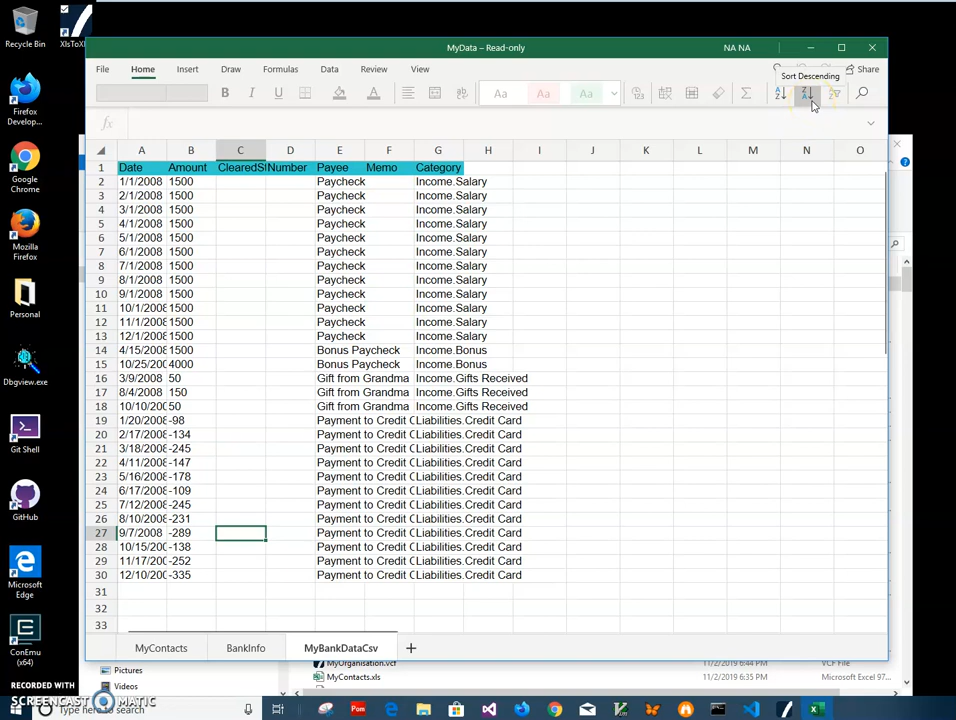 Recycle Bin
XlsToXl
Firefox
Develop...
Google
Chrome
Mozilla
Firefox
Personal
Dbgview.exe
Git Shell
GitHub
Microsoft
Edge
ConEmu
(x64)
MyData – Read-only
NA NA
File Home Insert Draw Formulas Data Review View
Share
Sort Descending
B I U A
Aa Aa Aa
fx
A B C D E F G H I J K L M N O
1 Date Amount ClearedSt Number Payee Memo Category
2 1/1/2008 1500 Paycheck Income.Salary
3 2/1/2008 1500 Paycheck Income.Salary
4 3/1/2008 1500 Paycheck Income.Salary
5 4/1/2008 1500 Paycheck Income.Salary
6 5/1/2008 1500 Paycheck Income.Salary
7 6/1/2008 1500 Paycheck Income.Salary
8 7/1/2008 1500 Paycheck Income.Salary
9 8/1/2008 1500 Paycheck Income.Salary
10 9/1/2008 1500 Paycheck Income.Salary
11 10/1/2008 1500 Paycheck Income.Salary
12 11/1/2008 1500 Paycheck Income.Salary
13 12/1/2008 1500 Paycheck Income.Salary
14 4/15/2008 1500 Bonus Paycheck Income.Bonus
15 10/25/200 4000 Bonus Paycheck Income.Bonus
16 3/9/2008 50 Gift from Grandma Income.Gifts Received
17 8/4/2008 150 Gift from Grandma Income.Gifts Received
18 10/10/200 50 Gift from Grandma Income.Gifts Received
19 1/20/2008 -98 Payment to Credit C Liabilities.Credit Card
20 2/17/2008 -134 Payment to Credit C Liabilities.Credit Card
21 3/18/2008 -245 Payment to Credit C Liabilities.Credit Card
22 4/11/2008 -147 Payment to Credit C Liabilities.Credit Card
23 5/16/2008 -178 Payment to Credit C Liabilities.Credit Card
24 6/17/2008 -109 Payment to Credit C Liabilities.Credit Card
25 7/12/2008 -245 Payment to Credit C Liabilities.Credit Card
26 8/10/2008 -231 Payment to Credit C Liabilities.Credit Card
27 9/7/2008 -289 Payment to Credit C Liabilities.Credit Card
28 10/15/200 -138 Payment to Credit C Liabilities.Credit Card
29 11/17/200 -252 Payment to Credit C Liabilities.Credit Card
30 12/10/200 -335 Payment to Credit C Liabilities.Credit Card
31
32
33
MyContacts BankInfo MyBankDataCsv
MyOrganisation.vcf 11/2/2019 6:44 PM VCF File
Pictures
MyContacts.xls 11/2/2019 6:35 PM Microsoft Excel 97...
Videos
RECORDED WITH
SCREENCAST MATIC
Type here to search
Pom